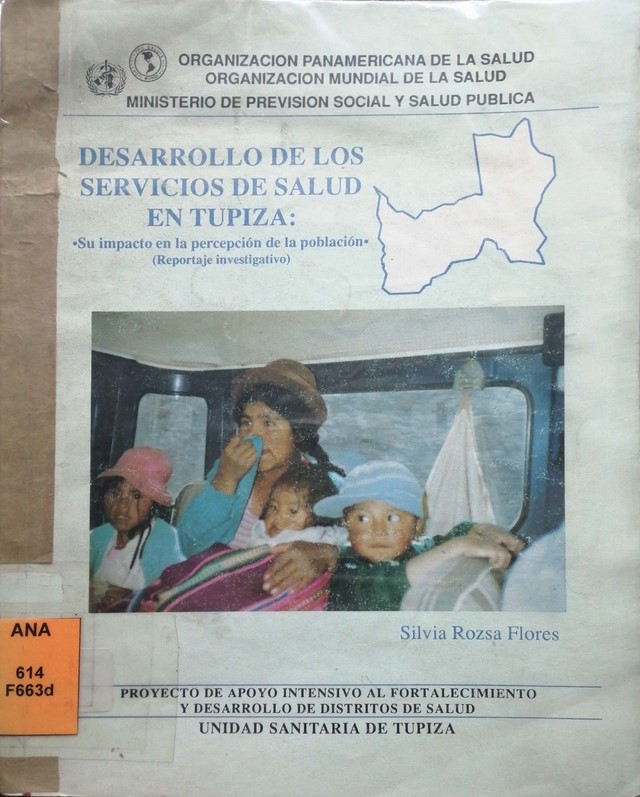 ORGANIZACION PANAMERICANA DE LA SALUD
ORGANIZACION MUNDIAL DE LA SALUD
MINISTERIO DE PREVISION SOCIAL Y SALUD PUBLICA
DESARROLLO DE LOS
SERVICIOS DE SALUD
EN TUPIZA:
•Su impacto en la percepción de la población•
(Reportaje investigativo)
Silvia Rozsa Flores
ANA
614
F663d
PROYECTO DE APOYO INTENSIVO AL FORTALECIMIENTO
Y DESARROLLO DE DISTRITOS DE SALUD
UNIDAD SANITARIA DE TUPIZA